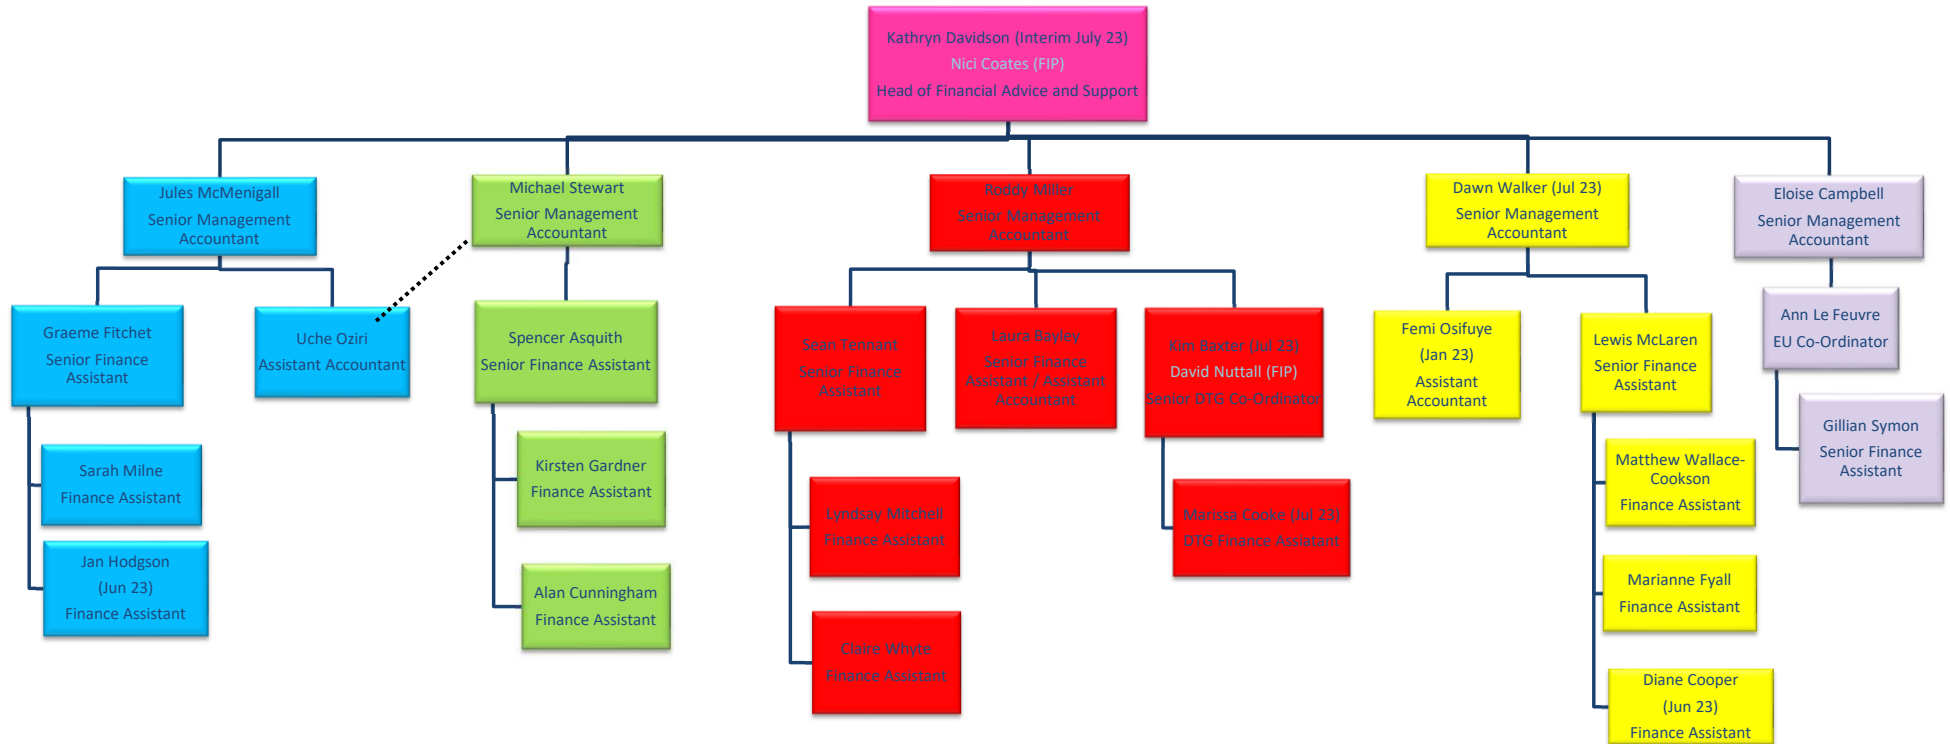 Kathryn Davidson (Interim July 23)
Nici Coates (FIP)
Head of Financial Advice and Support
Jules McMenigall
Senior Management
Accountant
Michael Stewart
Senior Management
Accountant
Roddy Miller
Senior Management
Accountant
Dawn Walker (Jul 23)
Senior Management
Accountant
Eloise Campbell
Senior Management
Accountant
Graeme Fitchet
Senior Finance
Assistant
Uche Oziri
Assistant Accountant
Spencer Asquith
Senior Finance Assistant
Sean Tennant
Senior Finance
Assistant
Laura Bayley
Senior Finance
Assistant / Assistant
Accountant
Kim Baxter (Jul 23)
David Nuttall (FIP)
Senior DTG Co-Ordinator
Femi Osifuye
(Jan 23)
Assistant
Accountant
Lewis McLaren
Senior Finance
Assistant
Ann Le Feuvre
EU Co-Ordinator
Sarah Milne
Finance Assistant
Jan Hodgson
(Jun 23)
Finance Assistant
Kirsten Gardner
Finance Assistant
Alan Cunningham
Finance Assistant
Lyndsay Mitchell
Finance Assistant
Claire Whyte
Finance Assistant
Marissa Cooke (Jul 23)
DTG Finance Assiatant
Matthew Wallace-
Cookson
Finance Assistant
Marianne Fyall
Finance Assistant
Diane Cooper
(Jun 23)
Finance Assistant
Gillian Symon
Senior Finance
Assistant